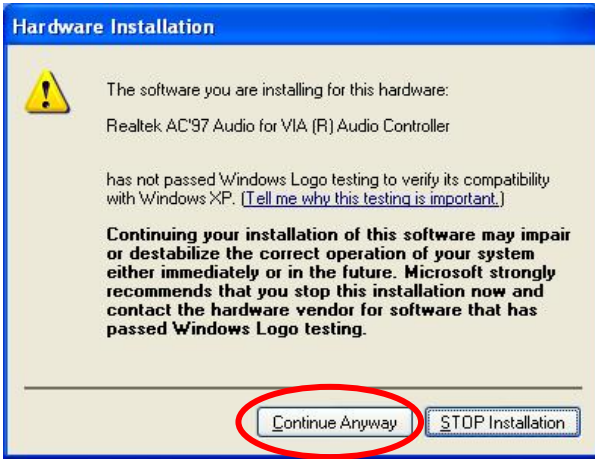 Hardware Installation
The software you are installing for this hardware:
Realtek AC'97 Audio for VIA (R) Audio Controller
has not passed Windows Logo testing to verify its compatibility
with Windows XP. (Tell me why this testing is important.)
Continuing your installation of this software may impair
or destabilize the correct operation of your system
either immediately or in the future. Microsoft strongly
recommends that you stop this installation now and
contact the hardware vendor for software that has
passed Windows Logo testing.
Continue Anyway
STOP Installation